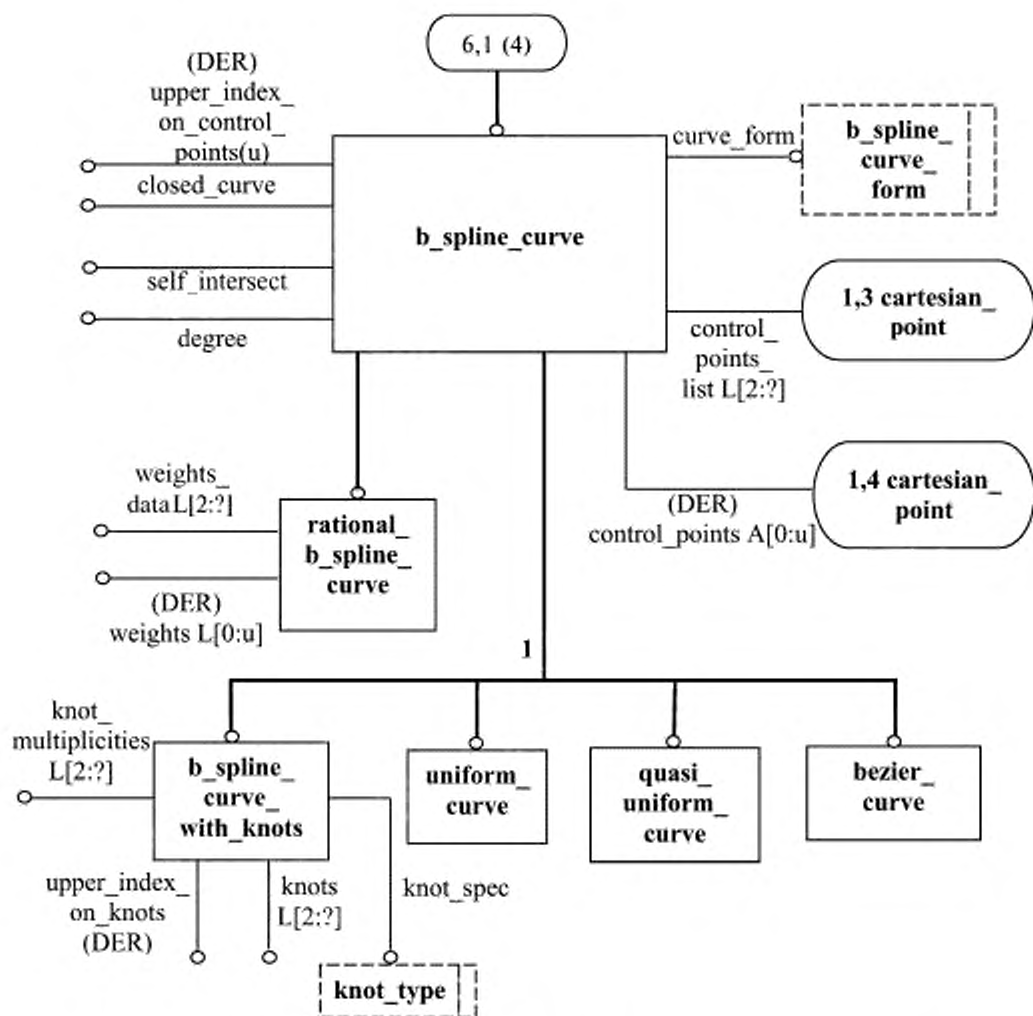 6,1 (4)
(DER)
upper_index_
on_control_
points(u)
closed_curve
self_intersect
degree
b_spline_curve
curve_form
b_spline_
curve_
form
1,3 cartesian_
point
control_
points_
list L[2:?]
1,4 cartesian_
point
(DER)
control_points A[0:u]
weights_
data L[2:?]
(DER)
weights L[0:u]
rational_
b_spline_
curve
1
knot_
multiplicities
L[2:?]
b_spline_
curve_
with_knots
uniform_
curve
quasi_
uniform_
curve
bezier_
curve
upper_index_
on_knots
(DER)
knots
L[2:?]
knot_spec
knot_type